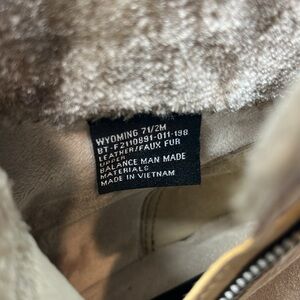 WYOMING 71/2M
BT-F2110891-011-198
LEATHER/FAUX FUR
UPPER
BALANCE MAN MADE
MATERIALS
MADE IN VIETNAM